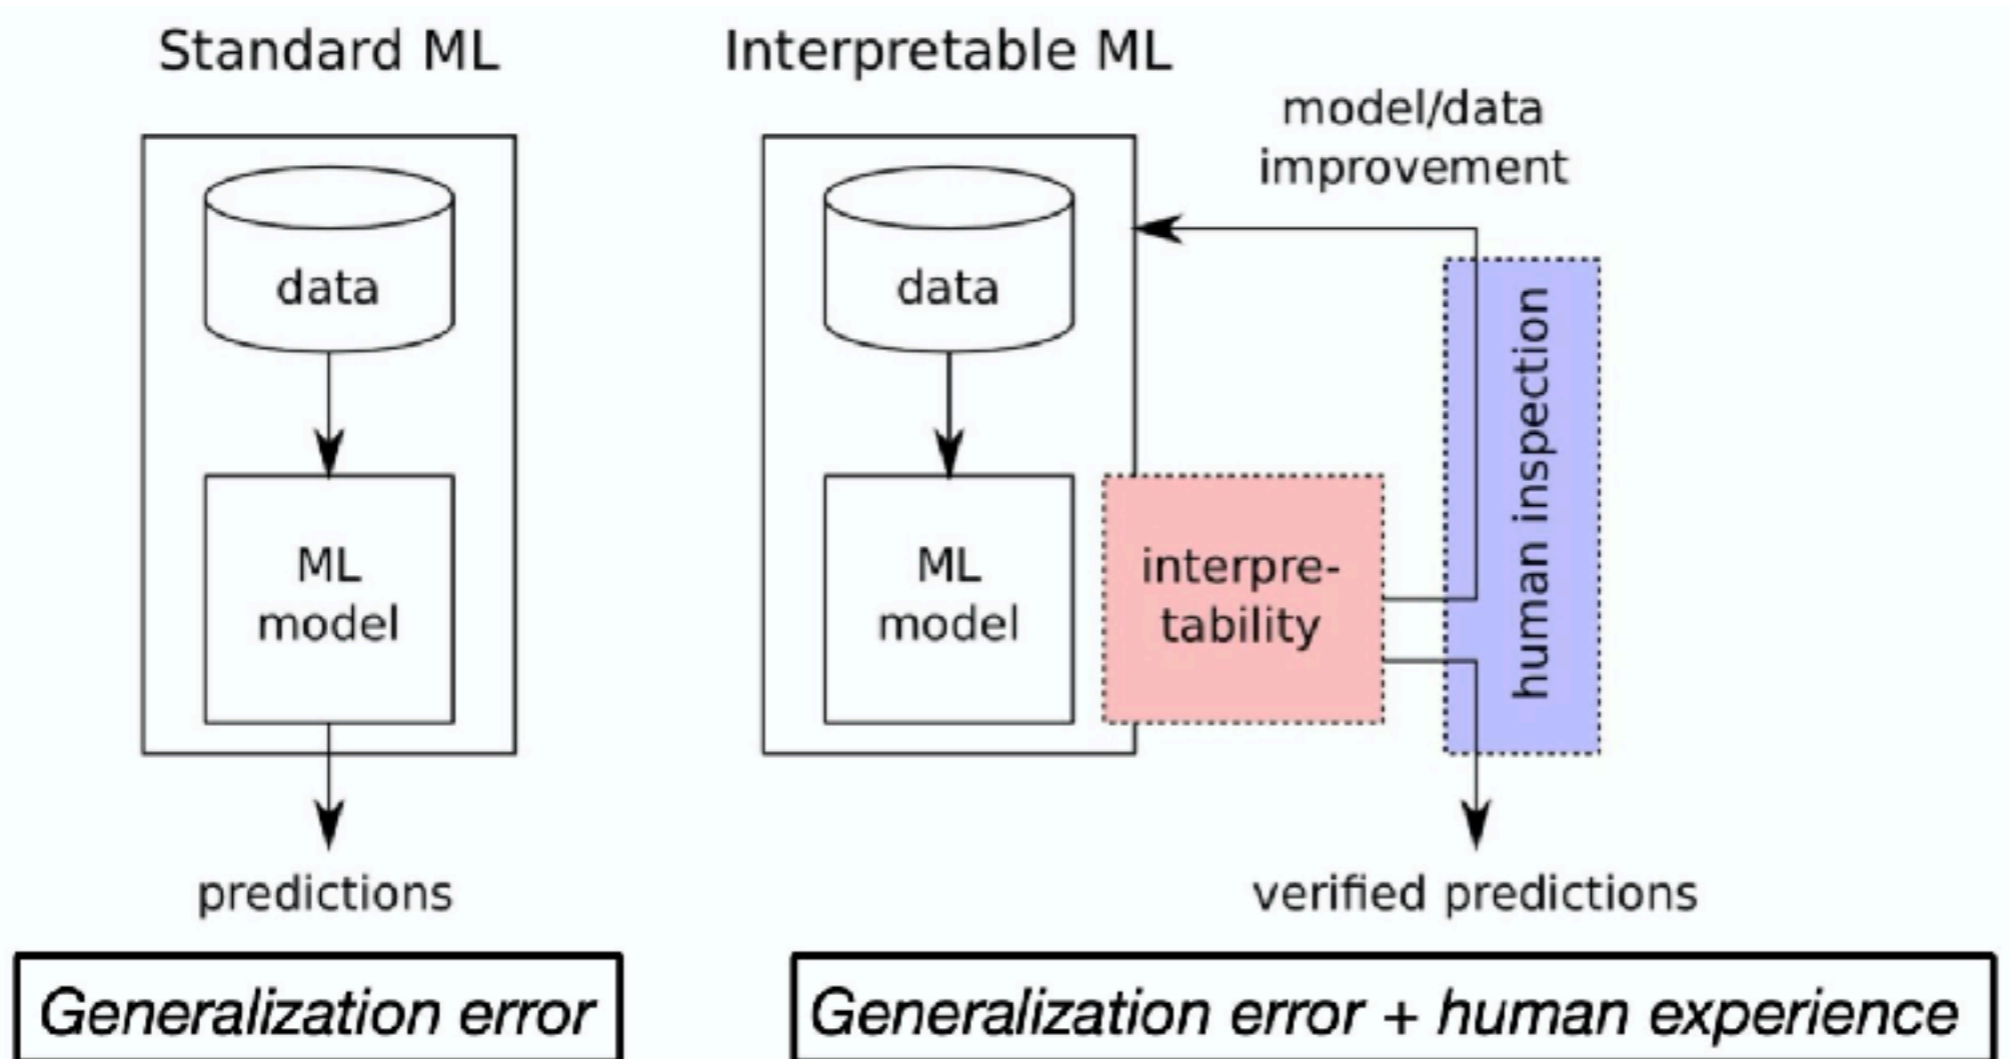 Standard ML
data
ML
model
predictions
Generalization error
Interpretable ML
model/data
improvement
data
ML
model
interpre-
tability
human inspection
verified predictions
Generalization error + human experience